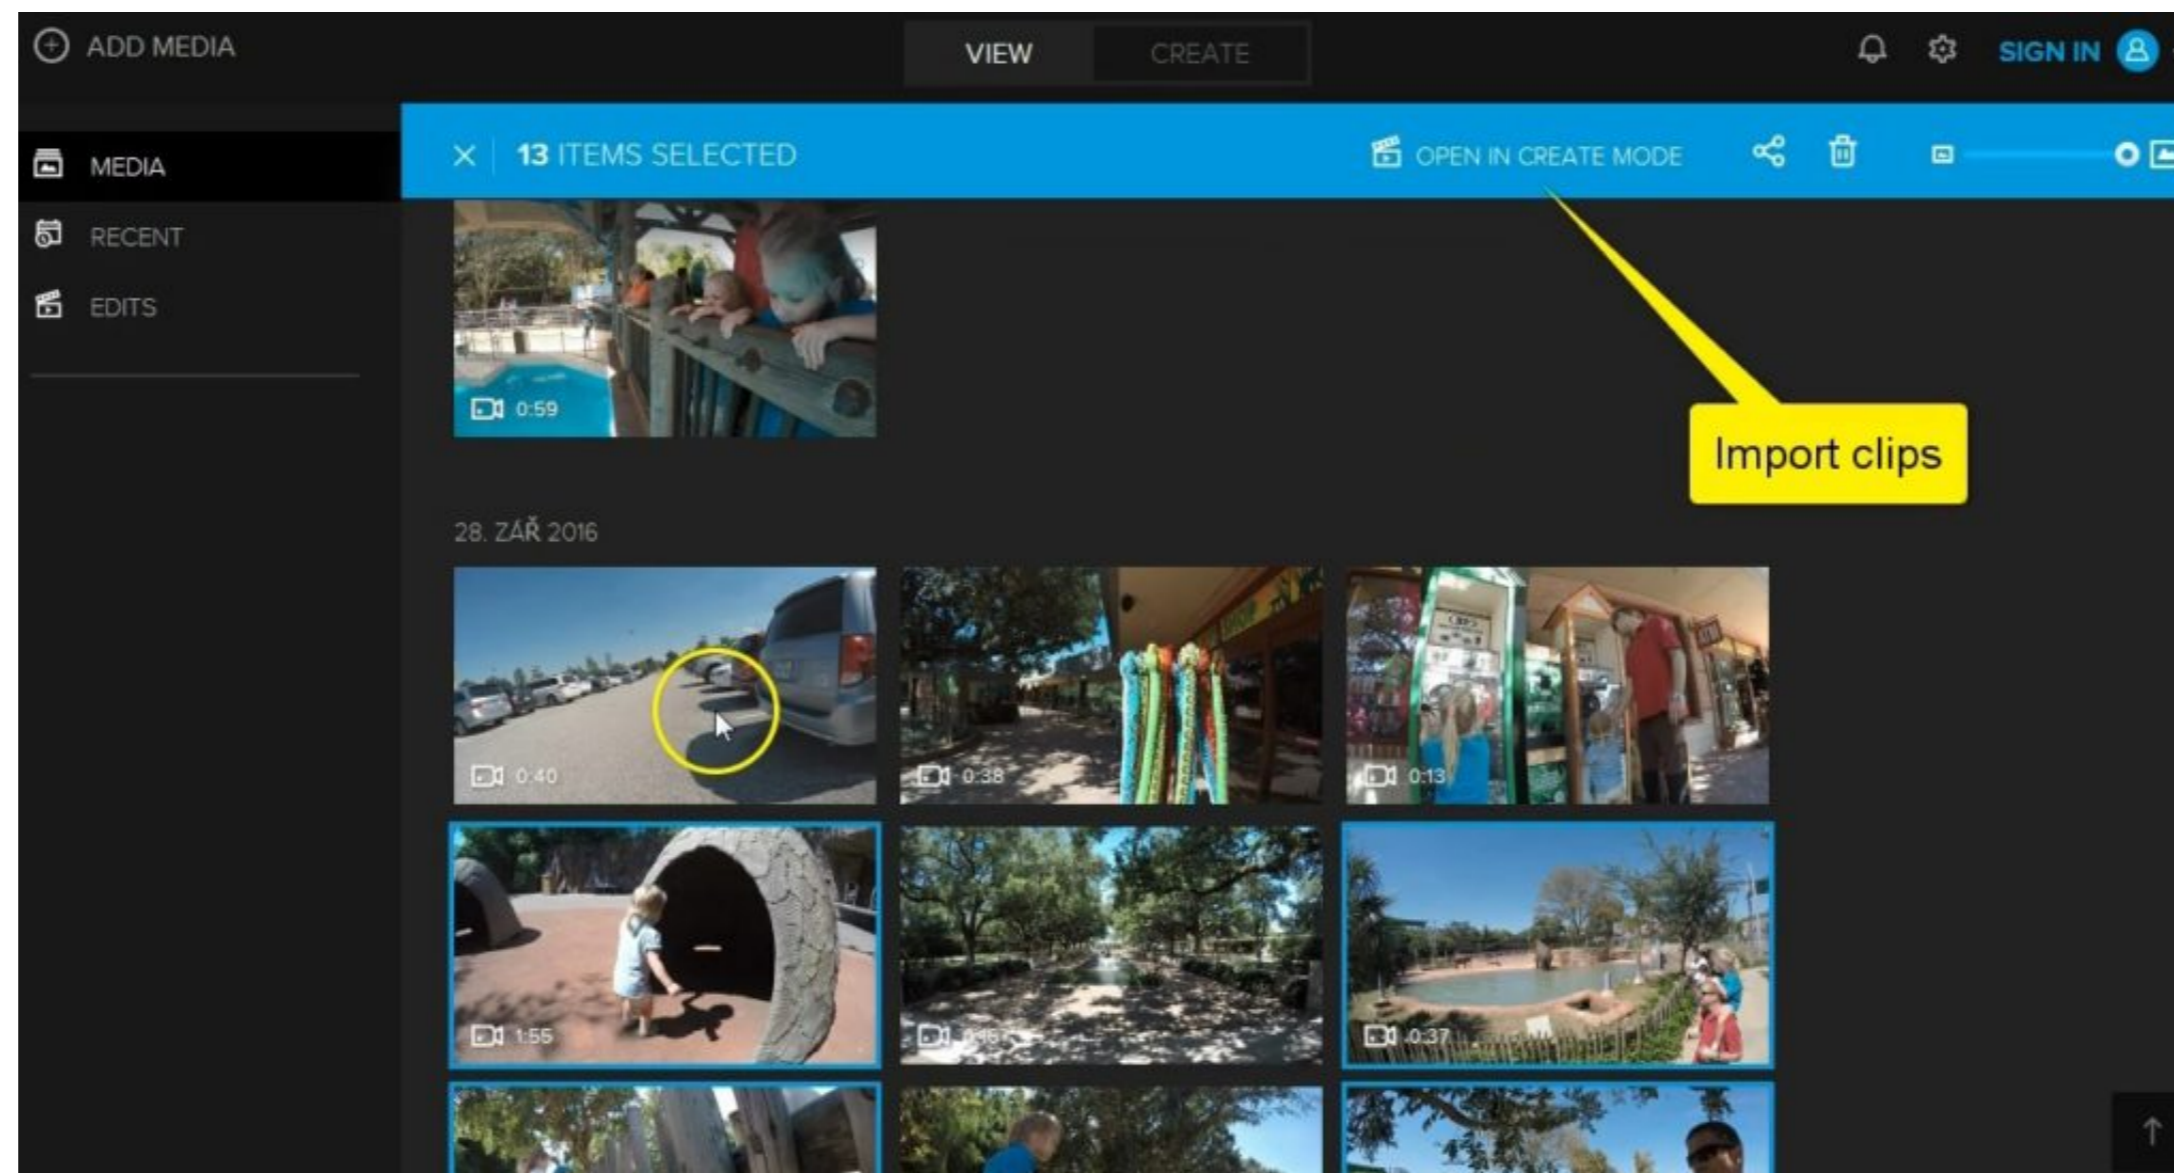 ADD MEDIA
VIEW
CREATE
SIGN IN
MEDIA
13 ITEMS SELECTED
OPEN IN CREATE MODE
RECENT
EDITS
0:59
Import clips
28. ZÁŘ 2016
0:40
0:38
0:13
1:55
0:37